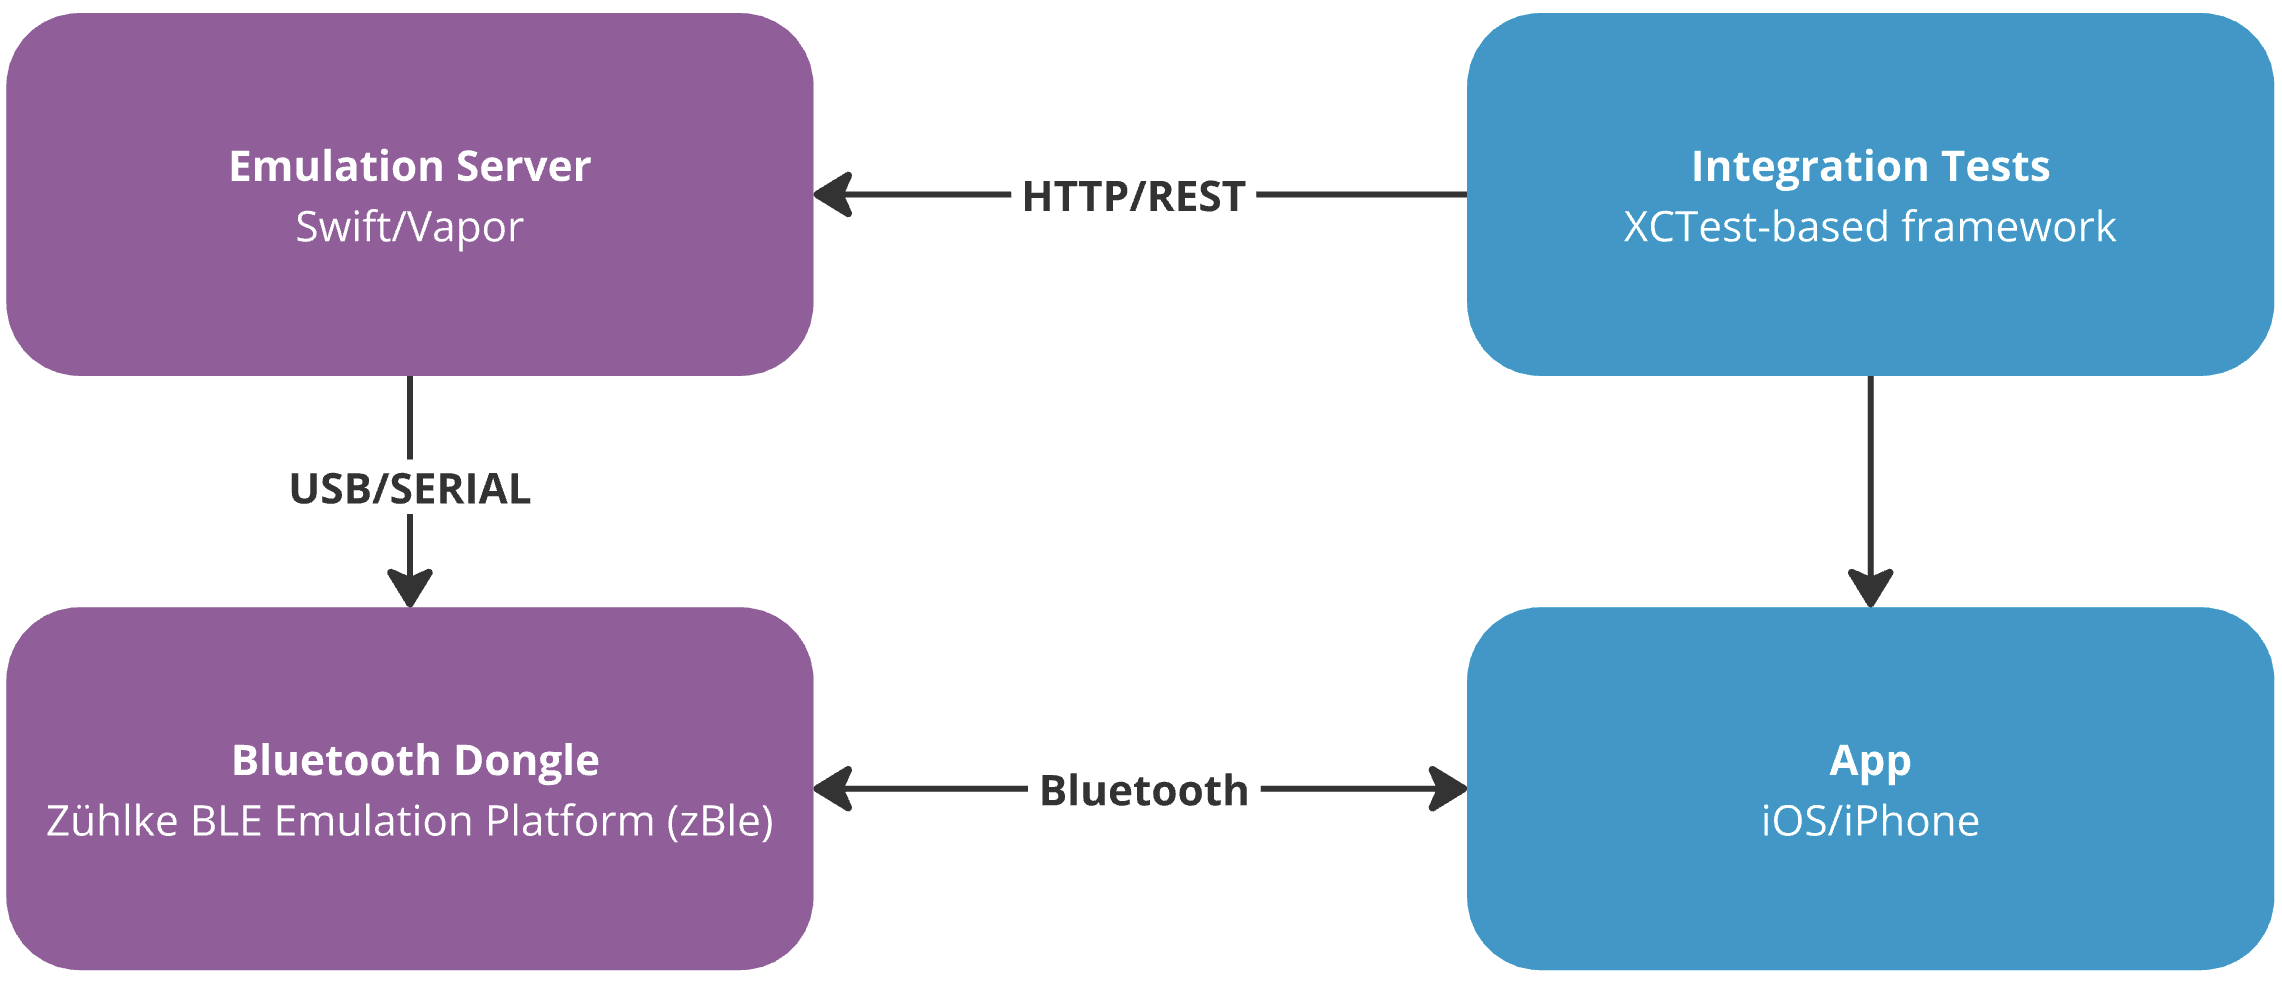 Emulation Server
Swift/Vapor
HTTP/REST
Integration Tests
XCTest-based framework
USB/SERIAL
Bluetooth Dongle
Zühlke BLE Emulation Platform (zBle)
Bluetooth
App
iOS/iPhone